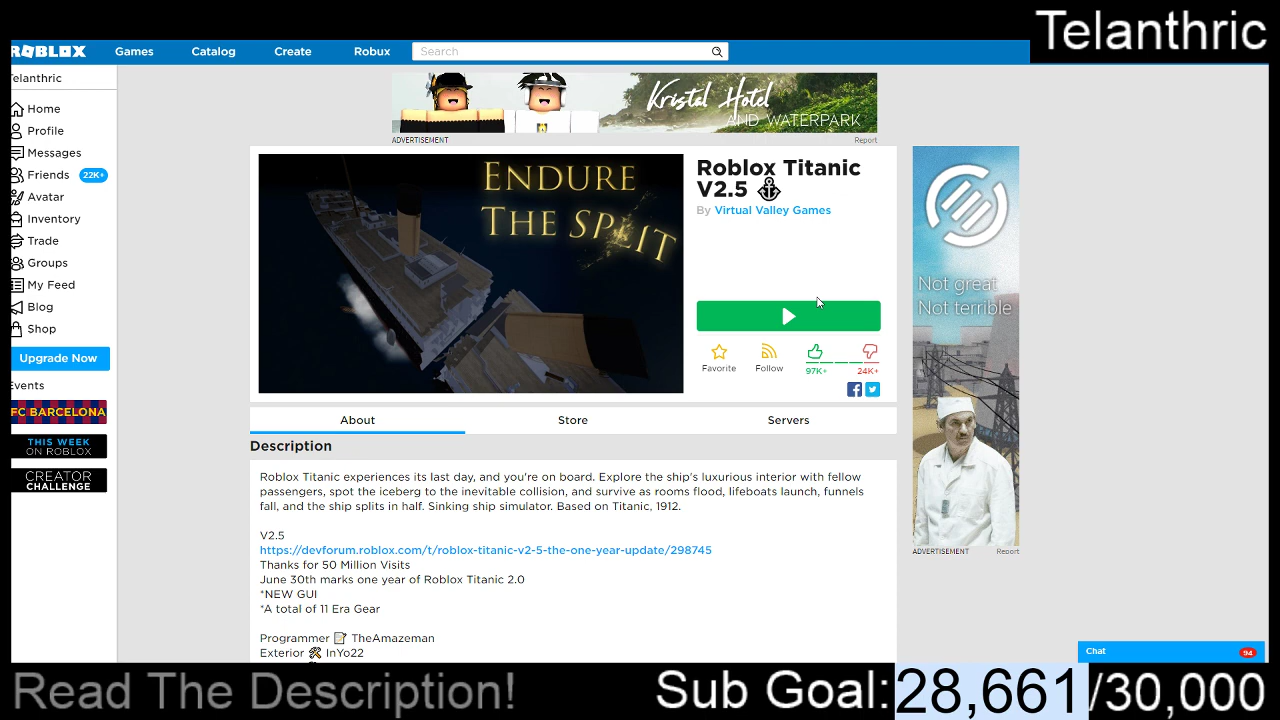 Telanthric
ROBLOX
Games
Catalog
Create
Robux
Search
Telanthric
Home
Profile
Messages
Friends 22K+
Avatar
Inventory
Trade
Groups
My Feed
Blog
Shop
Upgrade Now
Events
FC BARCELONA
THIS WEEK
ON ROBLOX
CREATOR
CHALLENGE
Kristal Hotel
AND WATERPARK
ADVERTISEMENT
Report
ENDURE
THE SPLIT
Roblox Titanic
V2.5
By Virtual Valley Games
Favorite
Follow
97K+
24K+
About
Store
Servers
Description
Roblox Titanic experiences its last day, and you're on board. Explore the ship's luxurious interior with fellow
passengers, spot the iceberg to the inevitable collision, and survive as rooms flood, lifeboats launch, funnels
fall, and the ship splits in half. Sinking ship simulator. Based on Titanic, 1912.
V2.5
https://devforum.roblox.com/t/roblox-titanic-v2-5-the-one-year-update/298745
Thanks for 50 Million Visits
June 30th marks one year of Roblox Titanic 2.0
*NEW GUI
*A total of 11 Era Gear
Programmer 📝 TheAmazeman
Exterior 🛠 InYo22
Not great
Not terrible
ADVERTISEMENT
Report
Chat
94
Read The Description!
Sub Goal:28,661/30,000